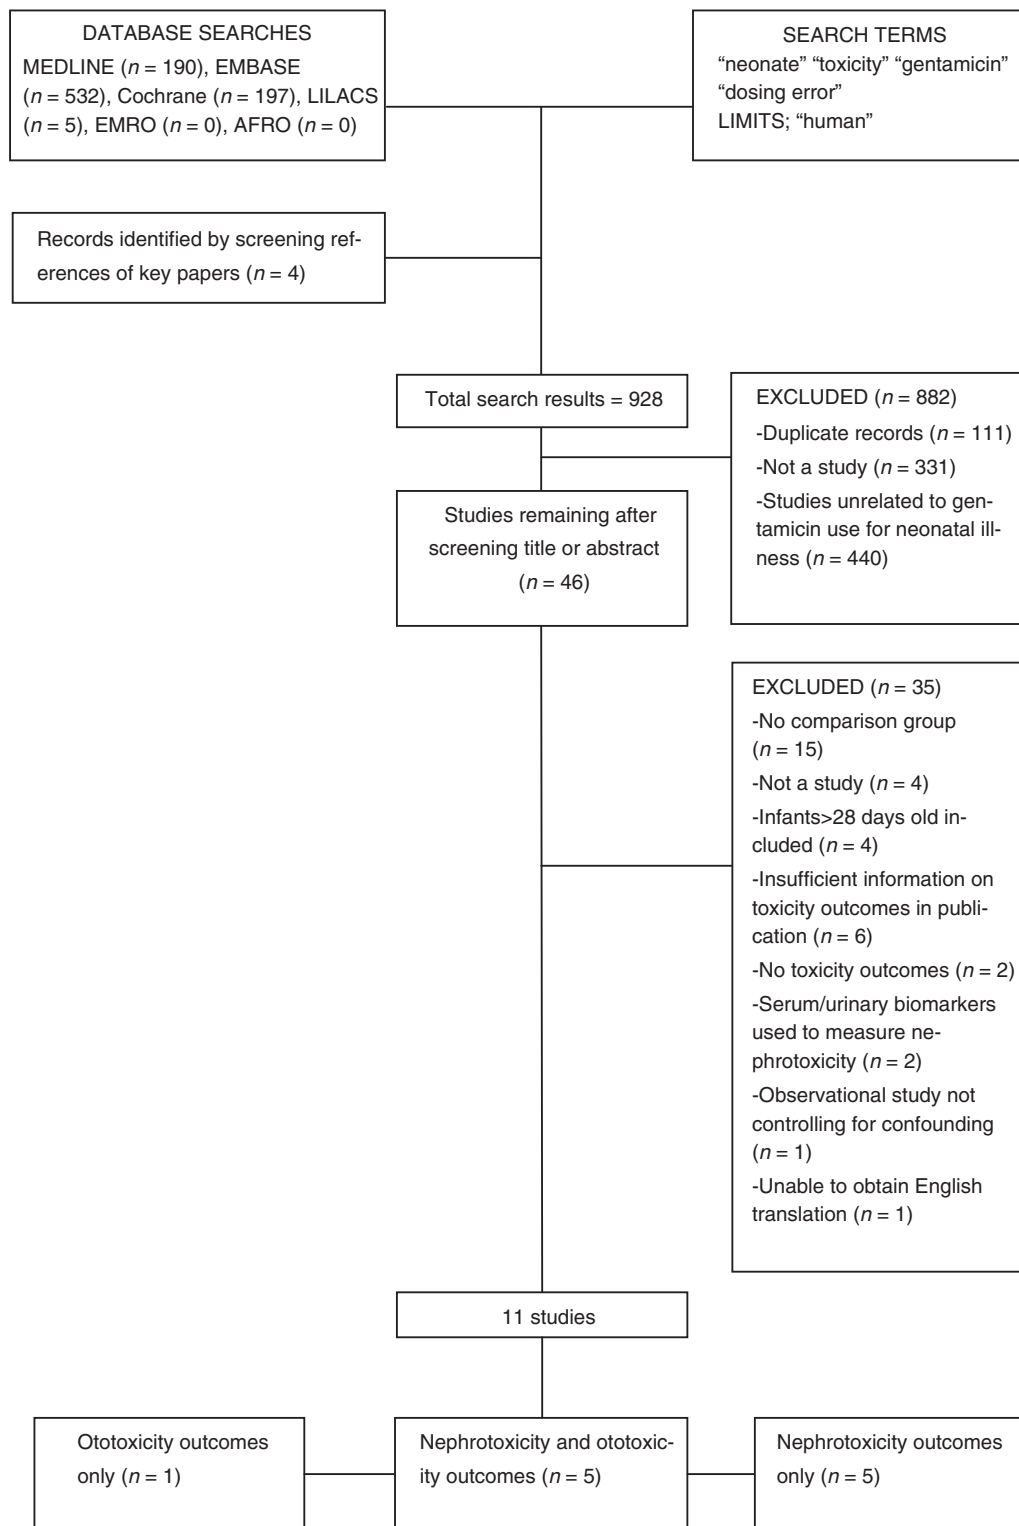 DATABASE SEARCHES
MEDLINE (n = 190), EMBASE
(n = 532), Cochrane (n = 197), LILACS
(n = 5), EMRO (n = 0), AFRO (n = 0)
SEARCH TERMS
“neonate” “toxicity” “gentamicin”
“dosing error”
LIMITS; “human”
Records identified by screening ref-
erences of key papers (n = 4)
Total search results = 928
EXCLUDED (n = 882)
-Duplicate records (n = 111)
-Not a study (n = 331)
-Studies unrelated to gen-
tamicin use for neonatal ill-
ness (n = 440)
Studies remaining after
screening title or abstract
(n = 46)
EXCLUDED (n = 35)
-No comparison group
(n = 15)
-Not a study (n = 4)
-Infants>28 days old in-
cluded (n = 4)
-Insufficient information on
toxicity outcomes in publi-
cation (n = 6)
-No toxicity outcomes (n = 2)
-Serum/urinary biomarkers
used to measure ne-
phrotoxicity (n = 2)
-Observational study not
controlling for confounding
(n = 1)
-Unable to obtain English
translation (n = 1)
11 studies
Ototoxicity outcomes
only (n = 1)
Nephrotoxicity and ototoxic-
ity outcomes (n = 5)
Nephrotoxicity outcomes
only (n = 5)